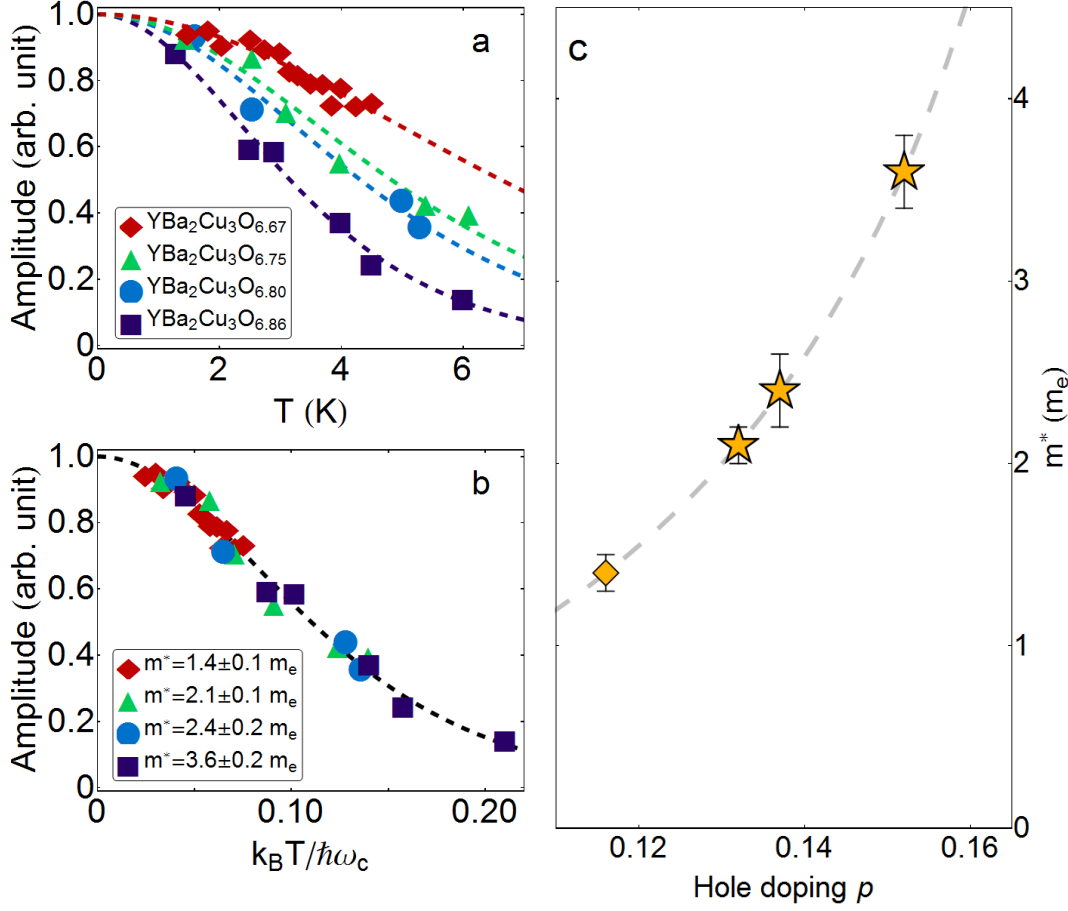 a
Amplitude (arb. unit)
1.0
0.8
0.6
0.4
0.2
0
YBa₂Cu₃O₆.₆₇
YBa₂Cu₃O₆.₇₅
YBa₂Cu₃O₆.₈₀
YBa₂Cu₃O₆.₈₆
0 2 4 6
T (K)
b
Amplitude (arb. unit)
1.0
0.8
0.6
0.4
0.2
0
m*=1.4±0.1 mₑ
m*=2.1±0.1 mₑ
m*=2.4±0.2 mₑ
m*=3.6±0.2 mₑ
0 0.10 0.20
k_BT/ℏω_c
c
4
3
2
1
0
m* (mₑ)
0.12 0.14 0.16
Hole doping p